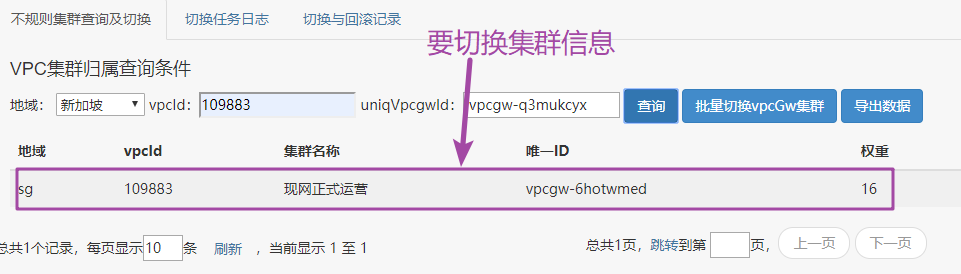 不规则集群查询及切换 切换任务日志 切换与回滚记录
要切换集群信息
VPC集群归属查询条件
地域： 新加坡 vpcId： 109883 uniqVpcgwId： vpcgw-q3mukcyx 查询 批量切换vpcGw集群 导出数据
地域 vpcId 集群名称 唯一ID 权重
sg 109883 现网正式运营 vpcgw-6hotwmed 16
总共1个记录，每页显示 10 条 刷新 ，当前显示 1 至 1 总共1页，跳转到第 页， 上一页 下一页